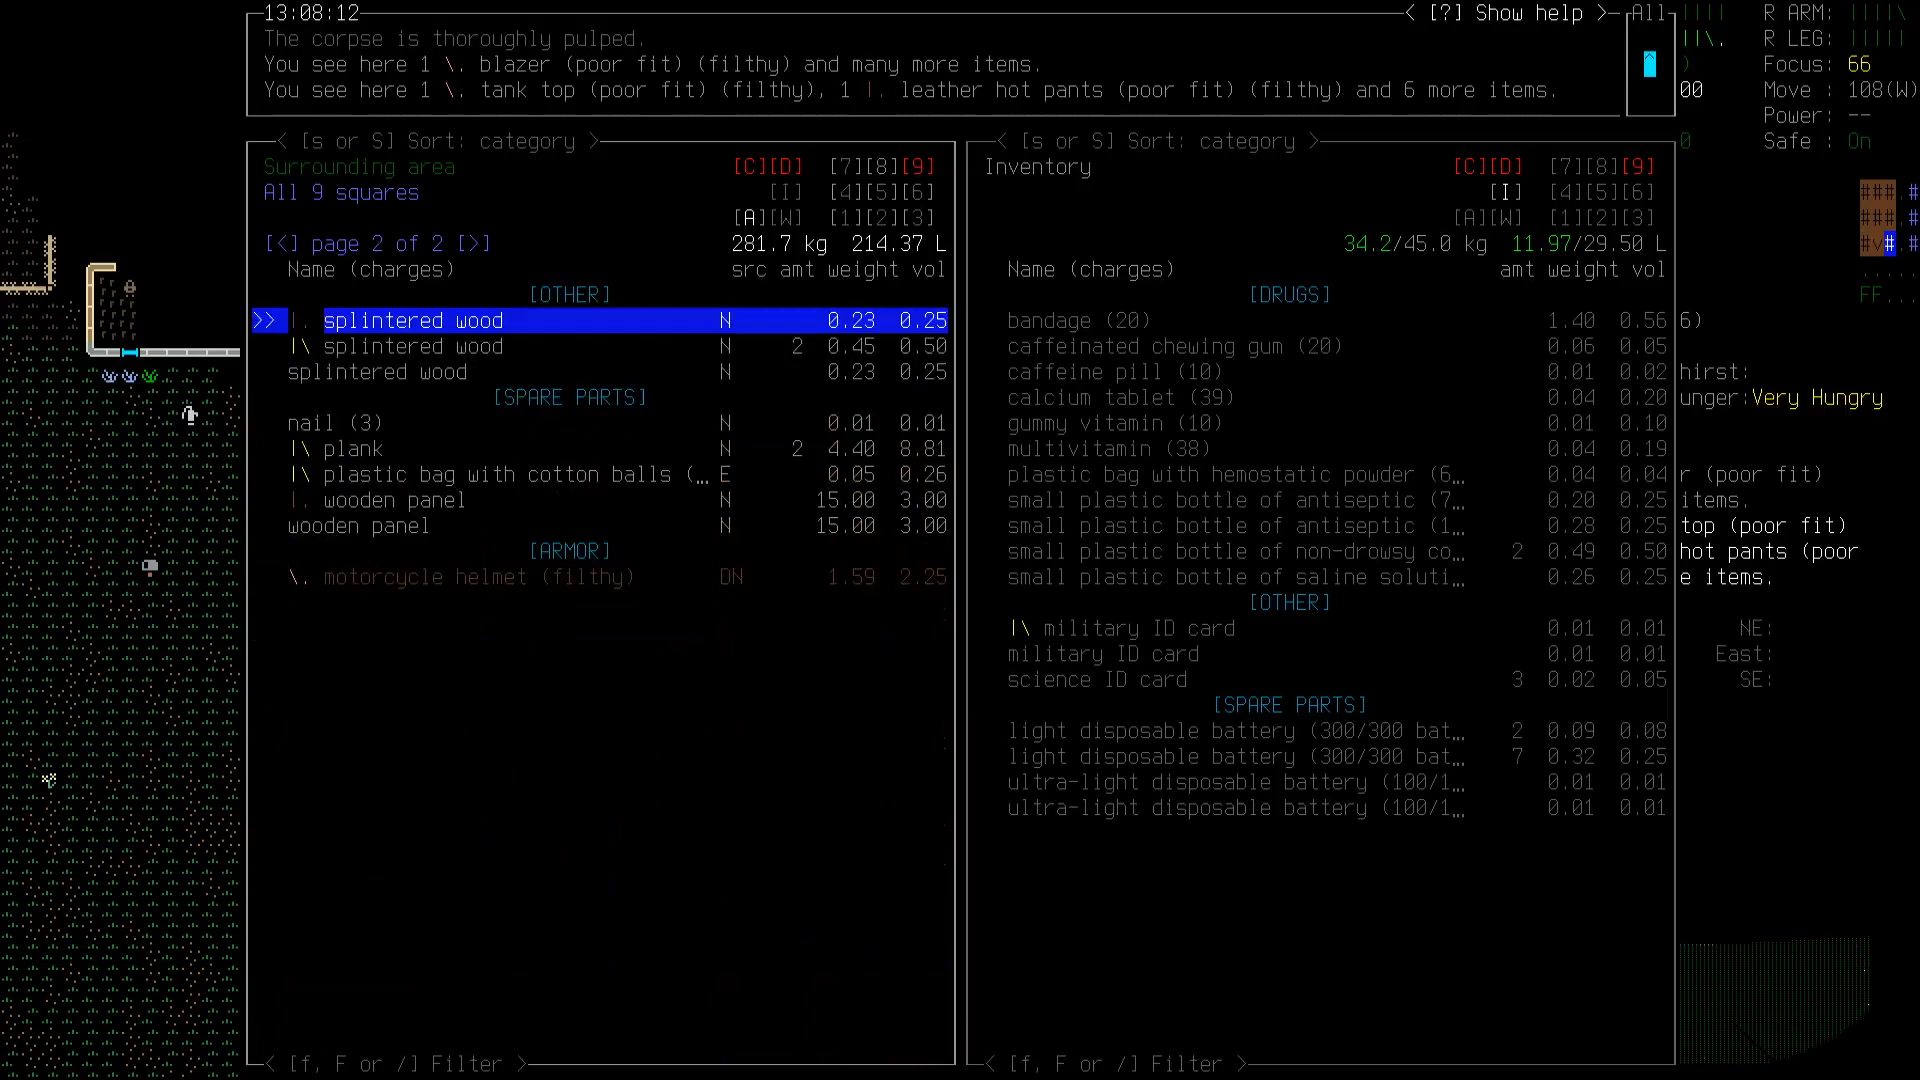 13:08:12 < [?] Show help > All R ARM: ||||\
The corpse is thoroughly pulped. ||\. R LEG: |||||
You see here 1 \. blazer (poor fit) (filthy) and many more items. ^ ) Focus: 66
You see here 1 \. tank top (poor fit) (filthy), 1 |. leather hot pants (poor fit) (filthy) and 6 more items. 00 Move : 108(W)
Power: --
< [s or S] Sort: category > < [s or S] Sort: category > 0 Safe : On
Surrounding area [C][D] [7][8][9] Inventory [C][D] [7][8][9]
All 9 squares [I] [4][5][6] [I] [4][5][6] ###.#
[A][W] [1][2][3] [A][W] [1][2][3] ###.#
[<] page 2 of 2 [>] 281.7 kg 214.37 L 34.2/45.0 kg 11.97/29.50 L #v#.#
Name (charges) src amt weight vol Name (charges) amt weight vol
[OTHER] [DRUGS] FF....
>> |. splintered wood N 0.23 0.25 bandage (20) 1.40 0.56 6)
|\ splintered wood N 2 0.45 0.50 caffeinated chewing gum (20) 0.06 0.05
splintered wood N 0.23 0.25 caffeine pill (10) 0.01 0.02 hirst:
[SPARE PARTS] calcium tablet (39) 0.04 0.20 unger:Very Hungry
nail (3) N 0.01 0.01 gummy vitamin (10) 0.01 0.10
|\ plank N 2 4.40 8.81 multivitamin (38) 0.04 0.19
|\ plastic bag with cotton balls (… E 0.05 0.26 plastic bag with hemostatic powder (6… 0.04 0.04 r (poor fit)
|. wooden panel N 15.00 3.00 small plastic bottle of antiseptic (7… 0.20 0.25 items.
wooden panel N 15.00 3.00 small plastic bottle of antiseptic (1… 0.28 0.25 top (poor fit)
[ARMOR] small plastic bottle of non-drowsy co… 2 0.49 0.50 hot pants (poor
\. motorcycle helmet (filthy) DN 1.59 2.25 small plastic bottle of saline soluti… 0.26 0.25 e items.
[OTHER]
|\ military ID card 0.01 0.01 NE:
military ID card 0.01 0.01 East:
science ID card 3 0.02 0.05 SE:
[SPARE PARTS]
light disposable battery (300/300 bat… 2 0.09 0.08
light disposable battery (300/300 bat… 7 0.32 0.25
ultra-light disposable battery (100/1… 0.01 0.01
ultra-light disposable battery (100/1… 0.01 0.01
< [f, F or /] Filter > < [f, F or /] Filter >